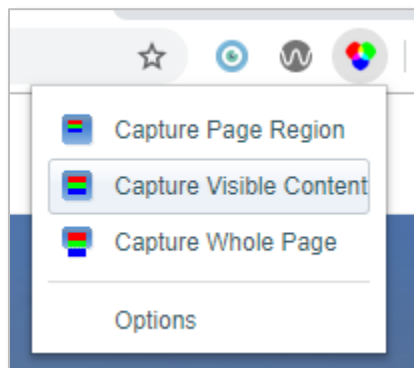 Capture Page Region
Capture Visible Content
Capture Whole Page
Options